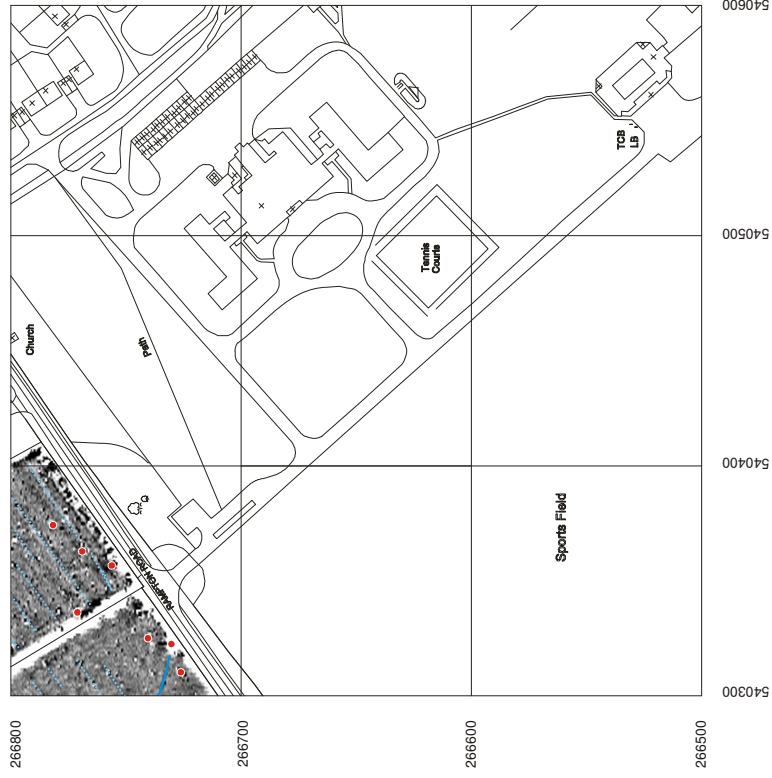 540600
540500
540400
540300
266800
266700
266600
266500
Church
Path
RAMPTON ROAD
Tennis
Courts
TCB
LB
Sports Field